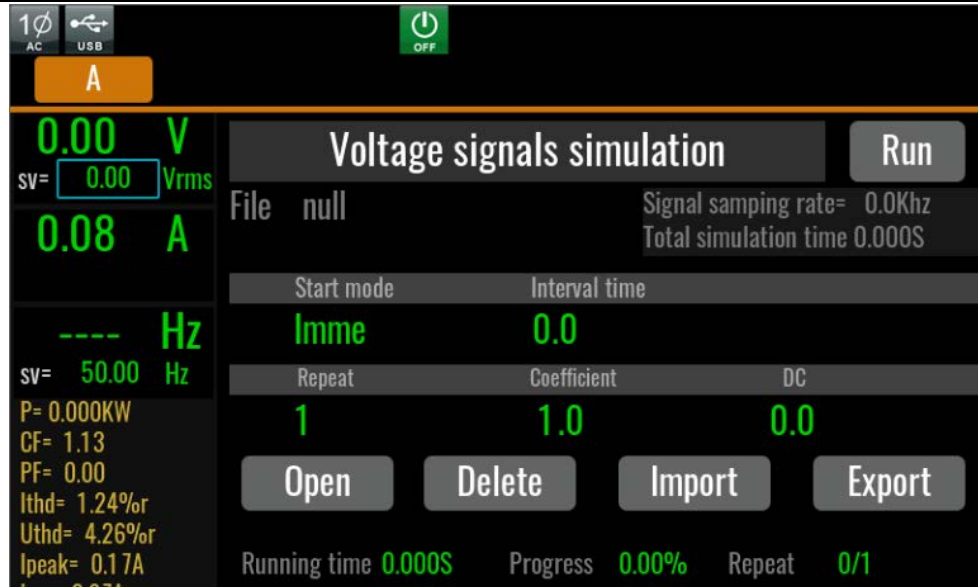 1Ø
AC
USB
OFF
A
0.00 V
sv= 0.00 Vrms
0.08 A
---- Hz
sv= 50.00 Hz
P= 0.000KW
CF= 1.13
PF= 0.00
Ithd= 1.24%r
Uthd= 4.26%r
Ipeak= 0.17A
Voltage signals simulation
Run
File null
Signal samping rate= 0.0Khz
Total simulation time 0.000S
Start mode Interval time
Imme 0.0
Repeat Coefficient DC
1 1.0 0.0
Open Delete Import Export
Running time 0.000S Progress 0.00% Repeat 0/1